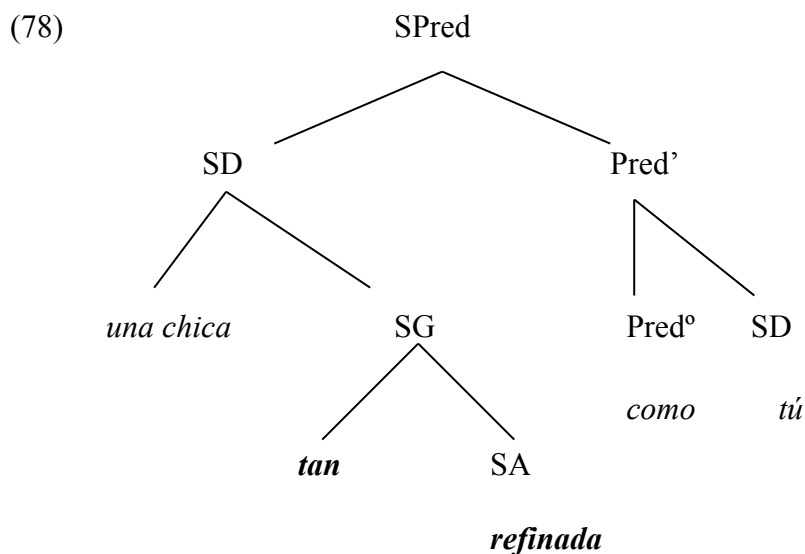 (78) SPred
SD Pred’
una chica SG Predº SD
como tú
tan SA
refinada